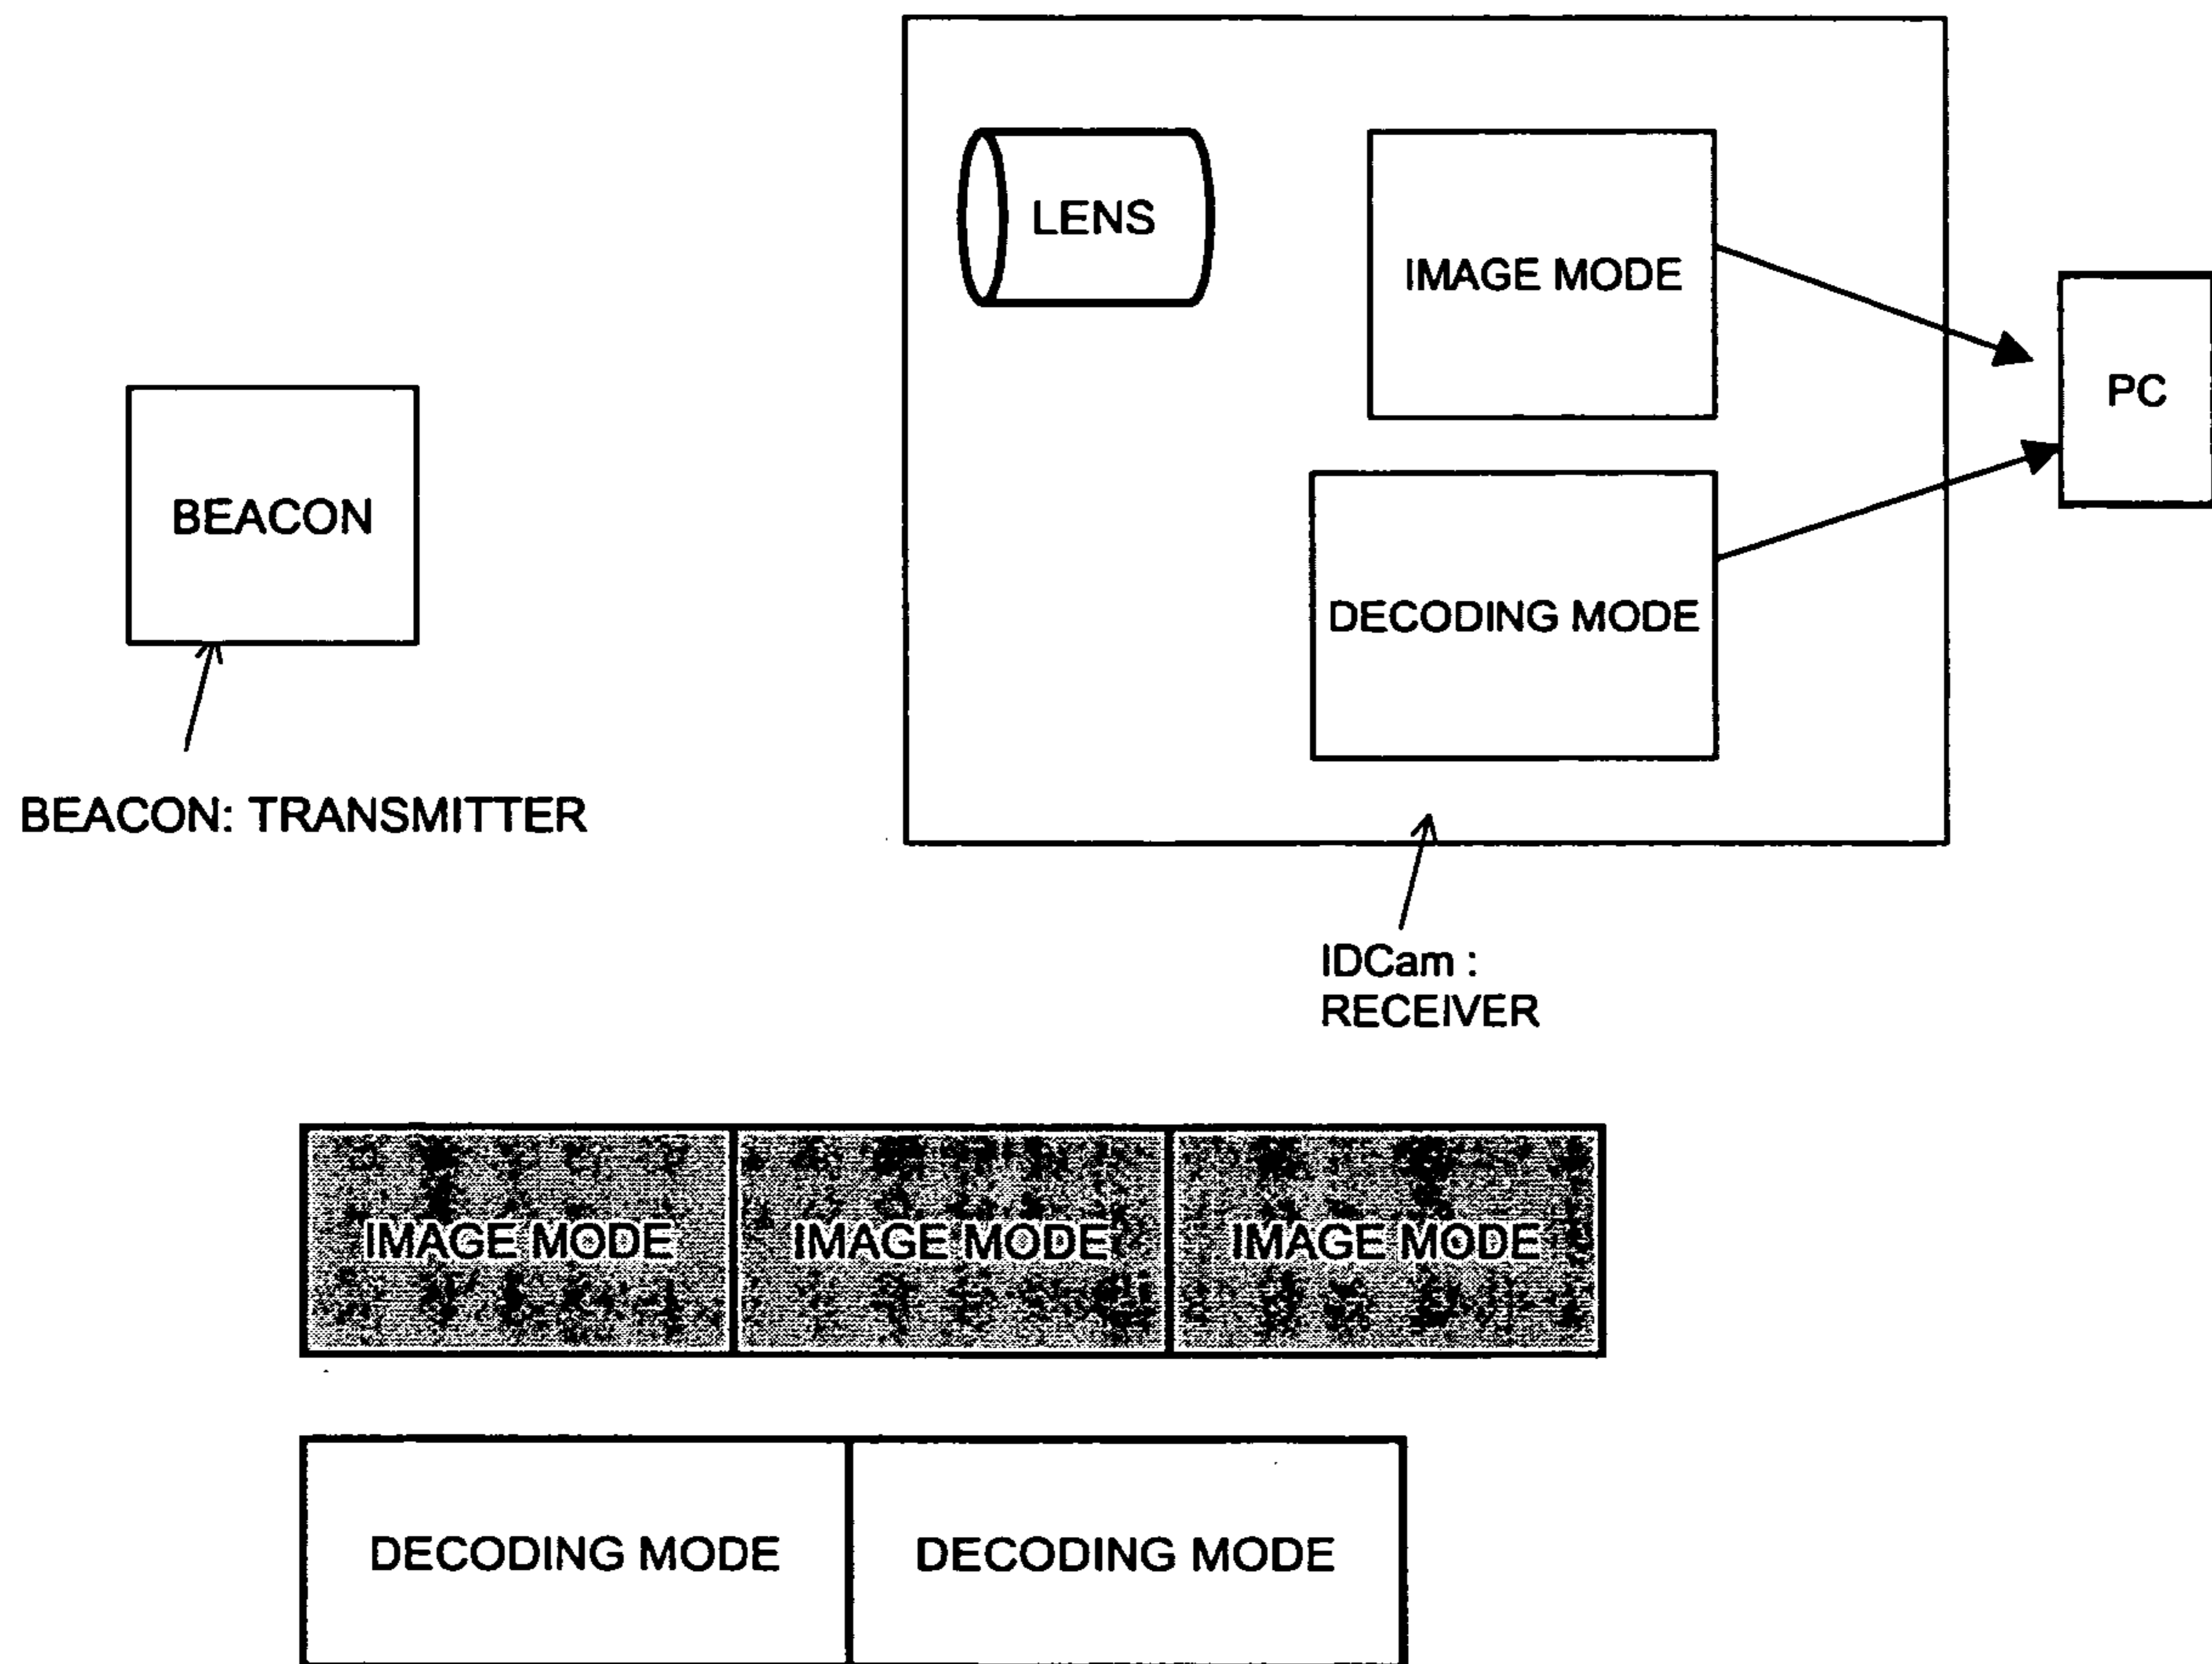 LENS
IMAGE MODE
PC
BEACON
DECODING MODE
BEACON: TRANSMITTER
IDCam :
RECEIVER
IMAGE MODE
IMAGE MODE
IMAGE MODE
DECODING MODE
DECODING MODE